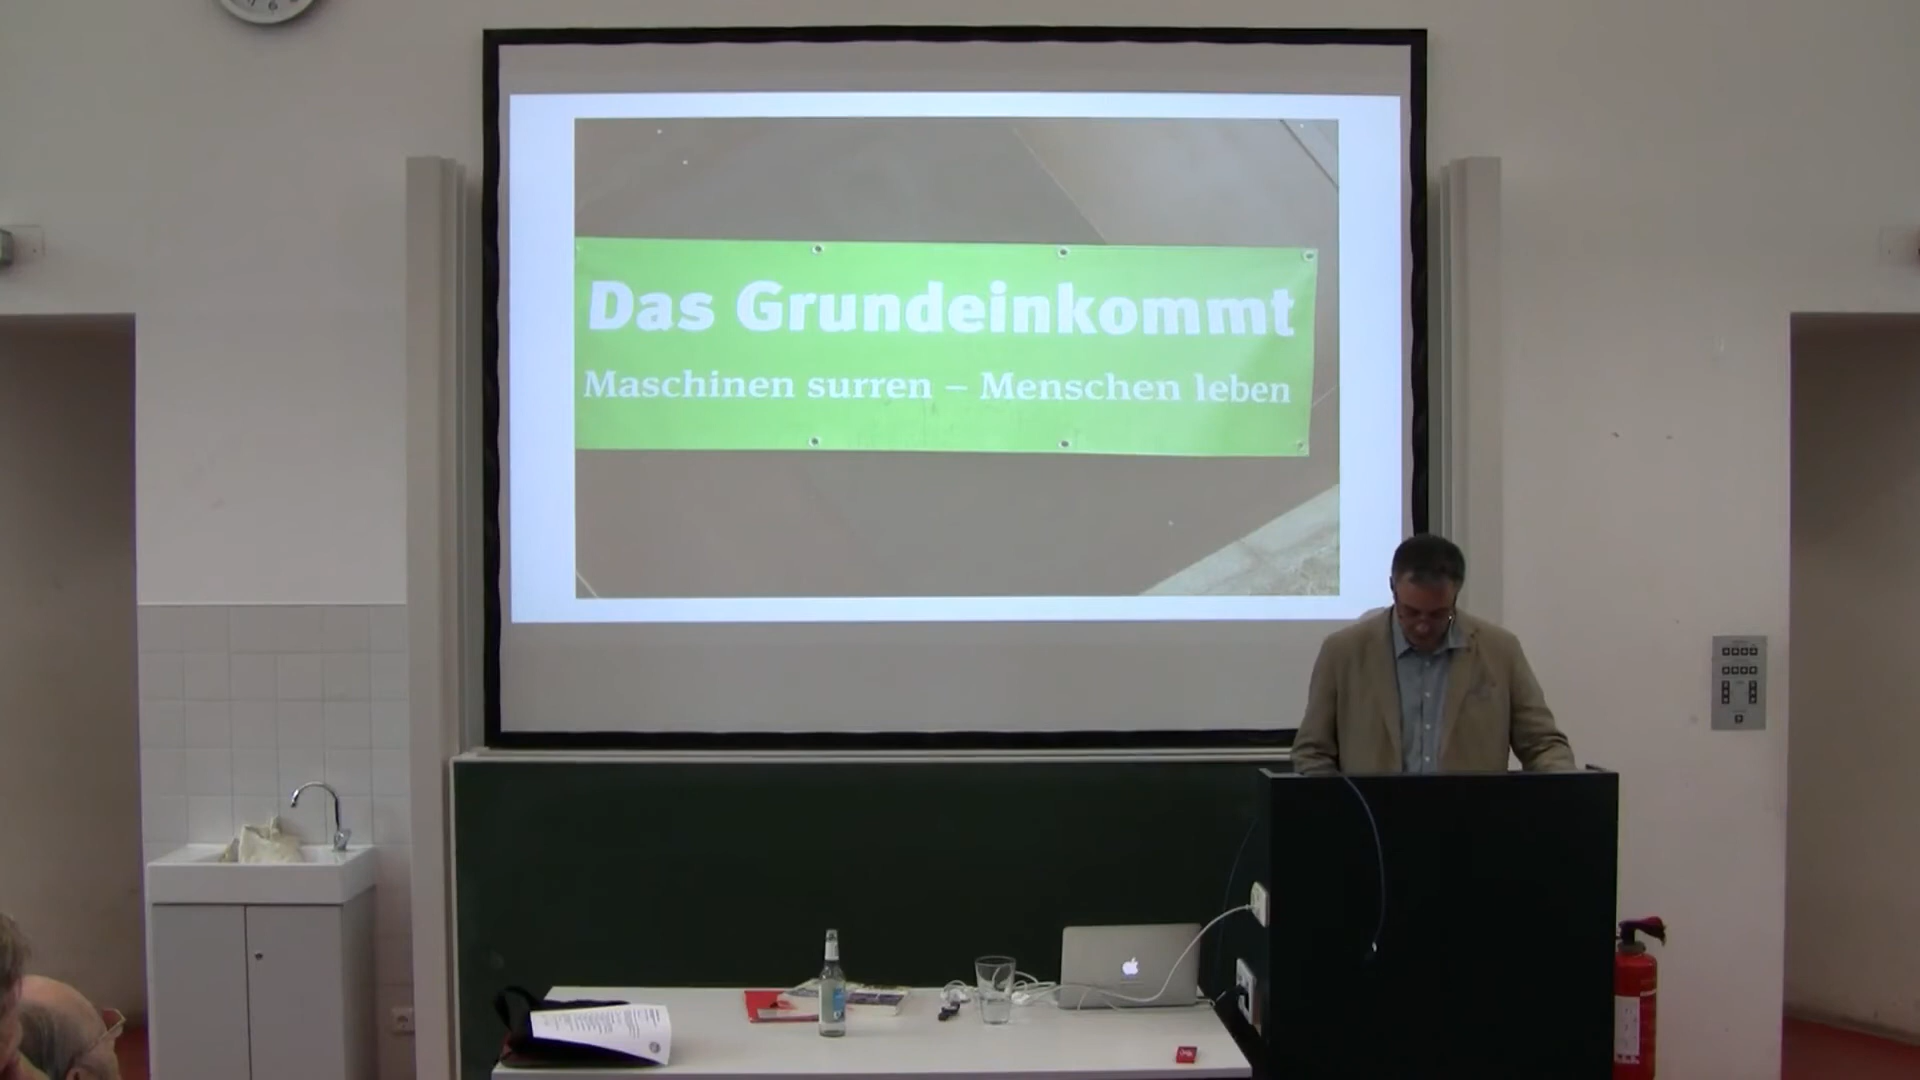 Das Grundeinkommt
Maschinen surren – Menschen leben